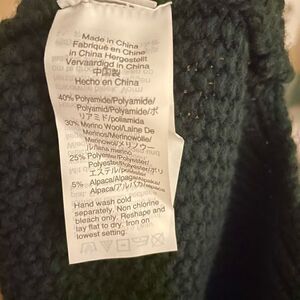 Made in China
Fabriqué en Chine
in China Hergestellt
Vervaardigd in China
中国製
Hecho en China
40% Polyamide/Polyamide/
Polyamid/Polyamide/ポ
リアミド/poliamida
30% Merino Wool/Laine De
Merinos/Merinowolle/
Merinowol/メリノウー
ル/lana merino
25% Polyester/Polyester/
Polyester/Polyester/ポリ
エステル/poliester
5% Alpaca/Alpaga/alpaka/
Alpaca/アルパカ/alpaca
Hand wash cold
separately. Non chlorine
bleach only. Reshape and
lay flat to dry. Iron on
lowest setting.